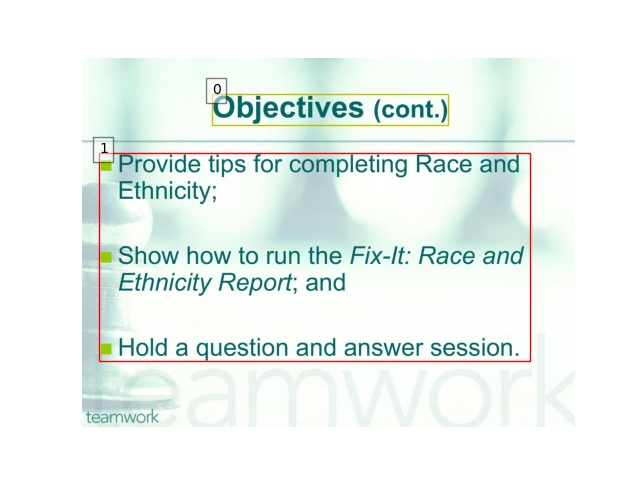 Objectives (cont.)
Provide tips for completing Race and
Ethnicity;
Show how to run the Fix-It: Race and
Ethnicity Report; and
Hold a question and answer session.
teamwork
teamwork
0
1